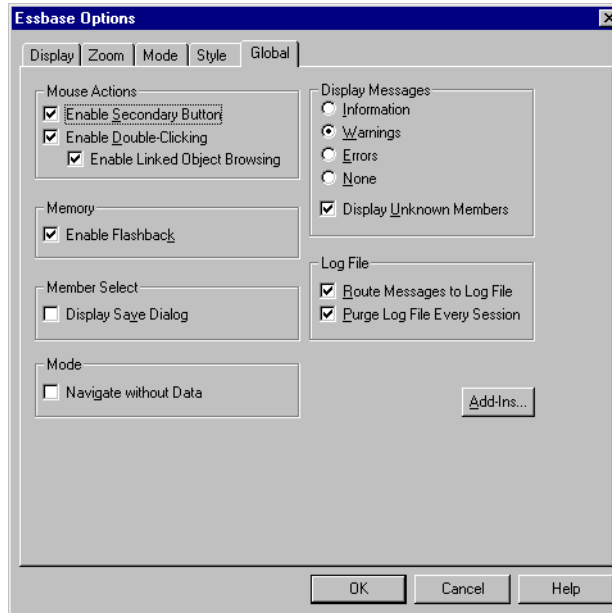 Essbase Options
Display Zoom Mode Style Global
Mouse Actions
Enable Secondary Button
Enable Double-Clicking
Enable Linked Object Browsing
Memory
Enable Flashback
Member Select
Display Save Dialog
Mode
Navigate without Data
Display Messages
Information
Warnings
Errors
None
Display Unknown Members
Log File
Route Messages to Log File
Purge Log File Every Session
Add-Ins...
OK Cancel Help